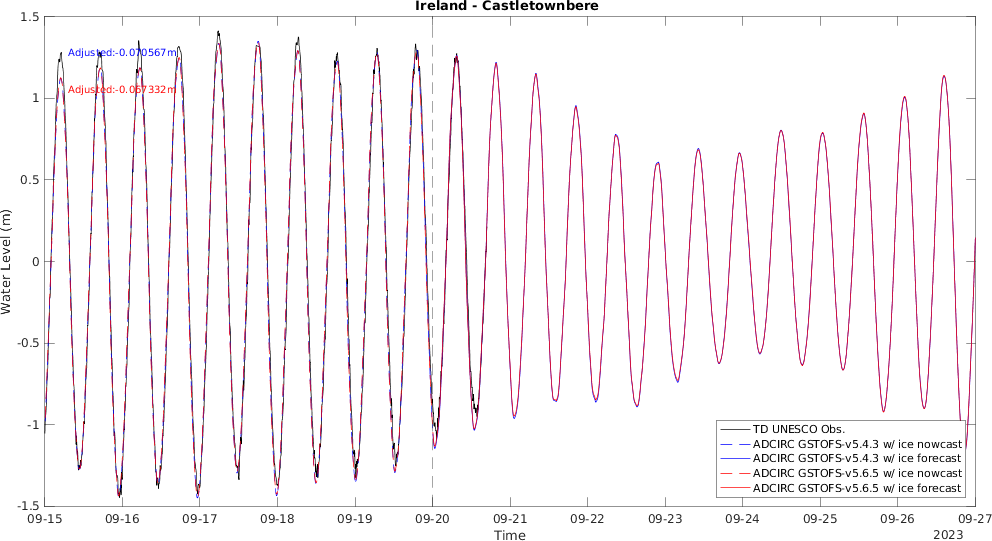 Ireland - Castletownbere
Water Level (m)
1.5
1
0.5
0
-0.5
-1
-1.5
Adjusted:-0.070567m
Adjusted:-0.067332m
TD UNESCO Obs.
ADCIRC GSTOFS-v5.4.3 w/ ice nowcast
ADCIRC GSTOFS-v5.4.3 w/ ice forecast
ADCIRC GSTOFS-v5.6.5 w/ ice nowcast
ADCIRC GSTOFS-v5.6.5 w/ ice forecast
09-15 09-16 09-17 09-18 09-19 09-20 09-21 09-22 09-23 09-24 09-25 09-26 09-27
Time
2023